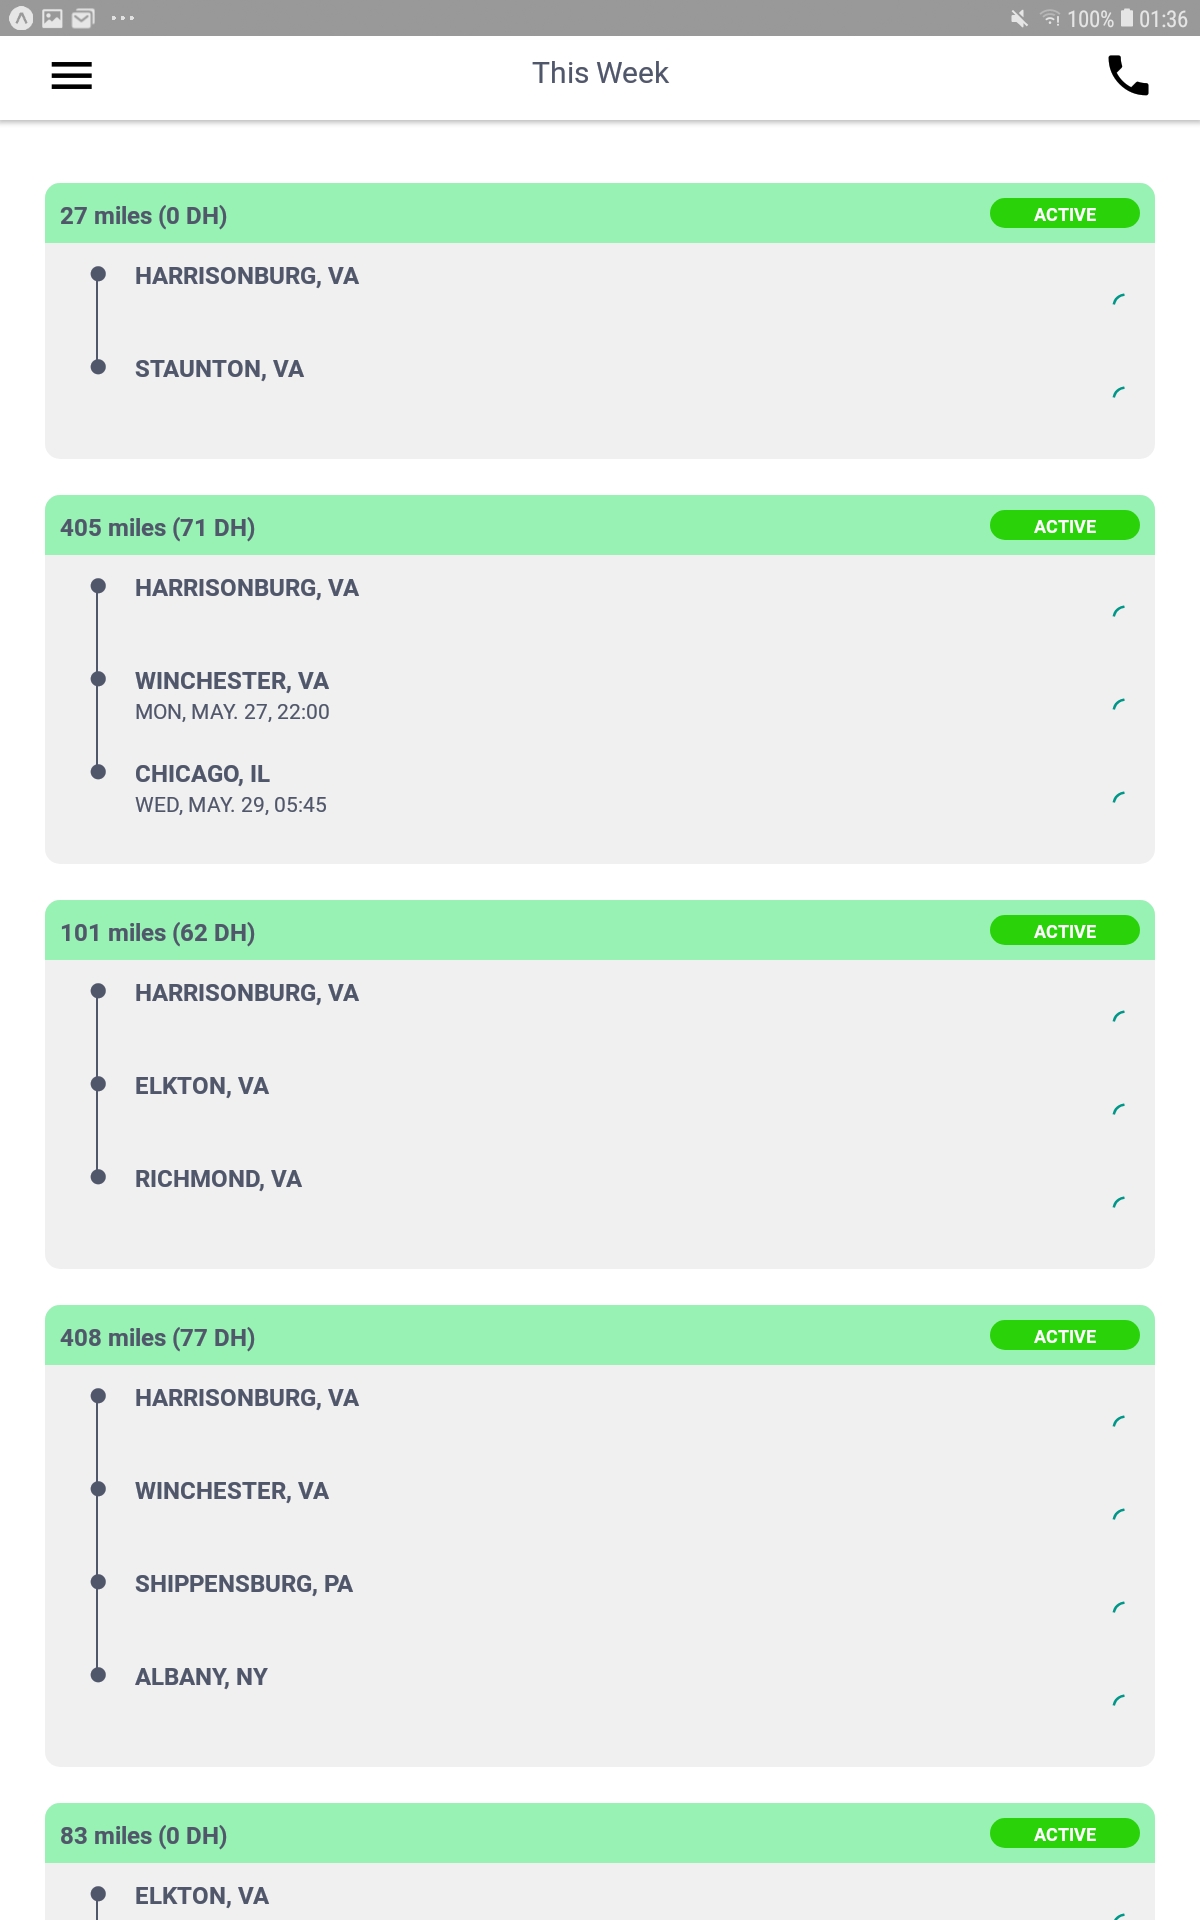 100% 01:36
This Week
27 miles (0 DH) ACTIVE
HARRISONBURG, VA
STAUNTON, VA
405 miles (71 DH) ACTIVE
HARRISONBURG, VA
WINCHESTER, VA
MON, MAY. 27, 22:00
CHICAGO, IL
WED, MAY. 29, 05:45
101 miles (62 DH) ACTIVE
HARRISONBURG, VA
ELKTON, VA
RICHMOND, VA
408 miles (77 DH) ACTIVE
HARRISONBURG, VA
WINCHESTER, VA
SHIPPENSBURG, PA
ALBANY, NY
83 miles (0 DH) ACTIVE
ELKTON, VA